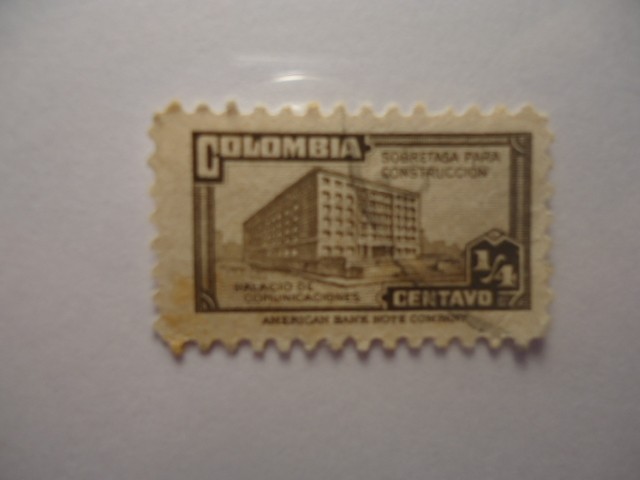 COLOMBIA
SOBRETASA PARA
CONSTRUCCION
PALACIO DE
COMUNICACIONES
1/4
CENTAVO
AMERICAN BANK NOTE COMPANY